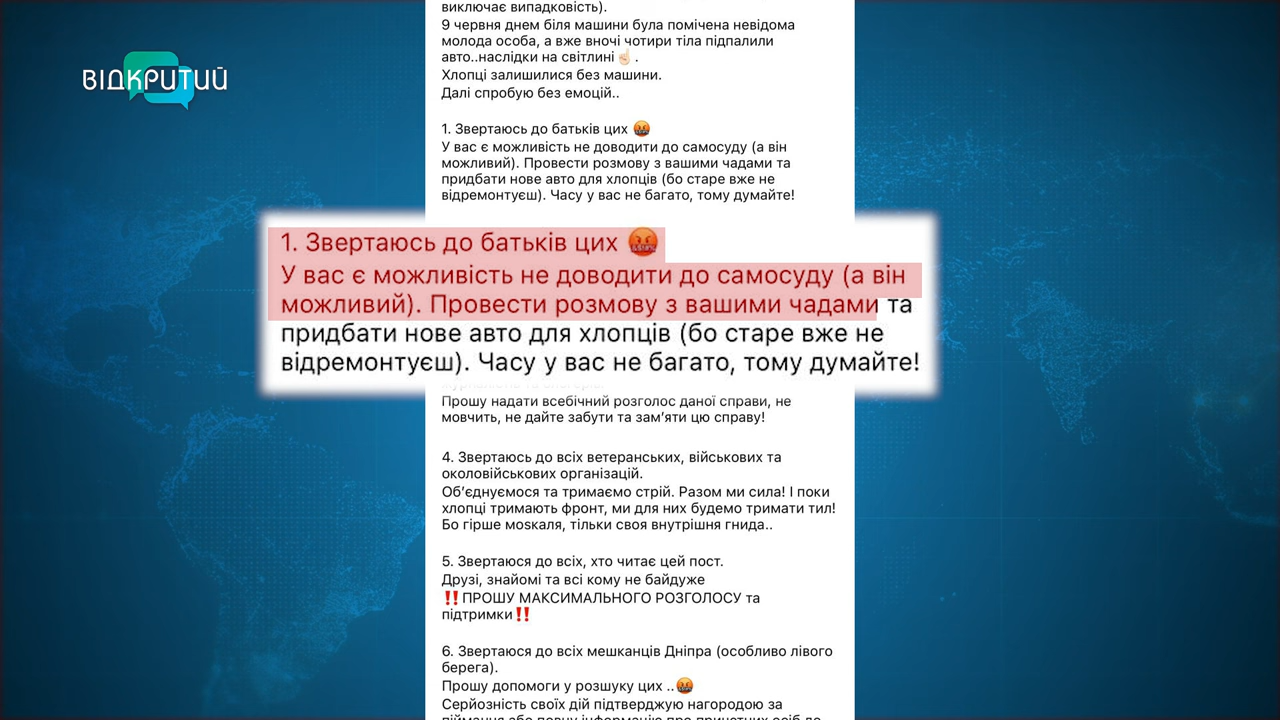 ВІДКРИТИЙ
виключає випадковість).
9 червня днем біля машини була помічена невідома
молода особа, а вже вночі чотири тіла підпалили
авто..наслідки на світлині☝🏻.
Хлопці залишилися без машини.
Далі спробую без емоцій..
1. Звертаюсь до батьків цих 🤬
У вас є можливість не доводити до самосуду (а він
можливий). Провести розмову з вашими чадами та
придбати нове авто для хлопців (бо старе вже не
відремонтуєш). Часу у вас не багато, тому думайте!
1. Звертаюсь до батьків цих 🤬
У вас є можливість не доводити до самосуду (а він
можливий). Провести розмову з вашими чадами та
придбати нове авто для хлопців (бо старе вже не
відремонтуєш). Часу у вас не багато, тому думайте!
Прошу надати всебічний розголос даної справи, не
мовчить, не дайте забути та зам’яти цю справу!
4. Звертаюсь до всіх ветеранських, військових та
околовійськових організацій.
Об’єднуємося та тримаємо стрій. Разом ми сила! І поки
хлопці тримають фронт, ми для них будемо тримати тил!
Бо гірше моsкаля, тільки своя внутрішня гнида..
5. Звертаюся до всіх, хто читає цей пост.
Друзі, знайомі та всі кому не байдуже
‼️ПРОШУ МАКСИМАЛЬНОГО РОЗГОЛОСУ та
підтримки‼️
6. Звертаюся до всіх мешканців Дніпра (особливо лівого
берега).
Прошу допомоги у розшуку цих ..🤬
Серйозність своїх дій підтверджую нагородою за